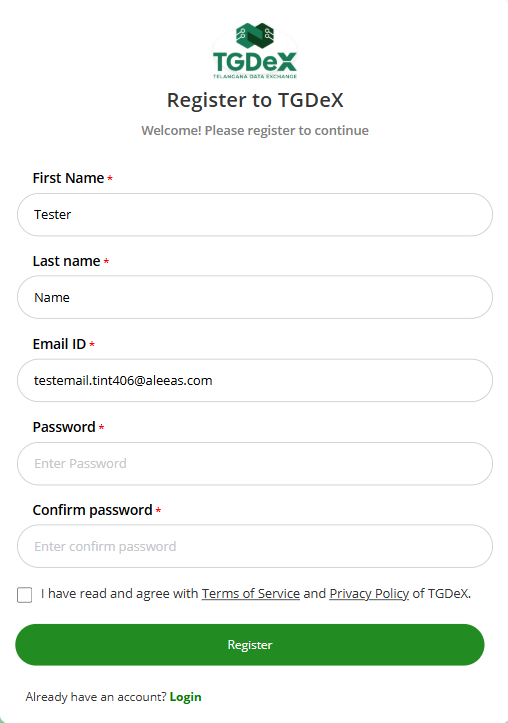 TGDeX
TELANGANA DATA EXCHANGE
Register to TGDeX
Welcome! Please register to continue
First Name *
Tester
Last name *
Name
Email ID *
testemail.tint406@aleeas.com
Password *
Enter Password
Confirm password *
Enter confirm password
I have read and agree with Terms of Service and Privacy Policy of TGDeX.
Register
Already have an account? Login